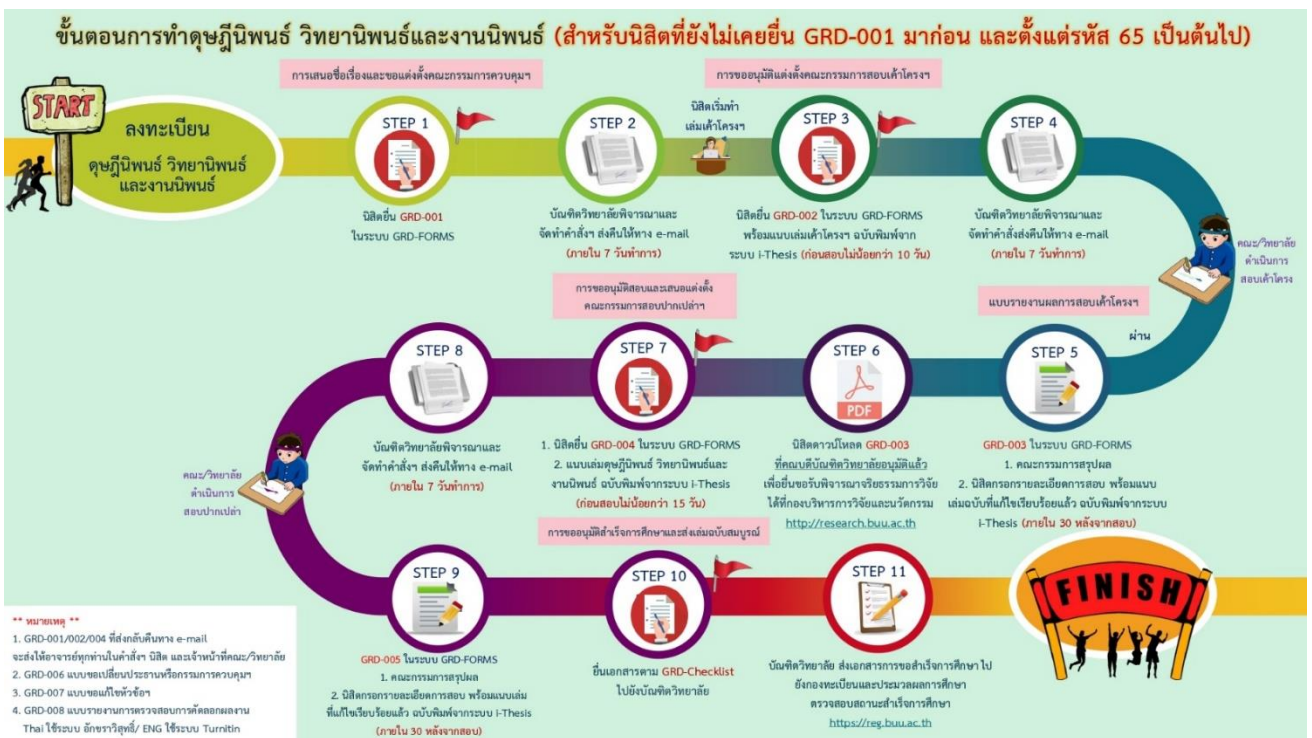 ขั้นตอนการทำดุษฎีนิพนธ์ วิทยานิพนธ์และงานนิพนธ์ (สำหรับนิสิตที่ยังไม่เคยยื่น GRD-001 มาก่อน และตั้งแต่รหัส 65 เป็นต้นไป)
START
ลงทะเบียน
ดุษฎีนิพนธ์ วิทยานิพนธ์
และงานนิพนธ์
การเสนอชื่อเรื่องและขอแต่งตั้งคณะกรรมการควบคุมฯ
STEP 1
นิสิตยื่น GRD-001
ในระบบ GRD-FORMS
STEP 2
บัณฑิตวิทยาลัยพิจารณาและ
จัดทำคำสั่งฯ ส่งคืนให้ทาง e-mail
(ภายใน 7 วันทำการ)
นิสิตเริ่มทำ
เล่มเค้าโครงฯ
การขออนุมัติแต่งตั้งคณะกรรมการสอบเค้าโครงฯ
STEP 3
นิสิตยื่น GRD-002 ในระบบ GRD-FORMS
พร้อมแนบเล่มเค้าโครงฯ ฉบับพิมพ์จาก
ระบบ i-Thesis (ก่อนสอบไม่น้อยกว่า 10 วัน)
STEP 4
บัณฑิตวิทยาลัยพิจารณาและ
จัดทำคำสั่งส่งคืนให้ทาง e-mail
(ภายใน 7 วันทำการ)
คณะ/วิทยาลัย
ดำเนินการ
สอบเค้าโครง
ผ่าน
แบบรายงานผลการสอบเค้าโครงฯ
STEP 5
GRD-003 ในระบบ GRD-FORMS
1. คณะกรรมการสรุปผล
2. นิสิตกรอกรายละเอียดการสอบ พร้อมแนบ
เล่มฉบับที่แก้ไขเรียบร้อยแล้ว ฉบับพิมพ์จากระบบ
i-Thesis (ภายใน 30 หลังจากสอบ)
STEP 6
PDF
นิสิตดาวน์โหลด GRD-003
ที่คณบดีบัณฑิตวิทยาลัยอนุมัติแล้ว
เพื่อยื่นขอรับพิจารณาจริยธรรมการวิจัย
ได้ที่กองบริหารการวิจัยและนวัตกรรม
http://research.buu.ac.th
การขออนุมัติสอบและเสนอแต่งตั้ง
คณะกรรมการสอบปากเปล่าฯ
STEP 7
1. นิสิตยื่น GRD-004 ในระบบ GRD-FORMS
2. แนบเล่มดุษฎีนิพนธ์ วิทยานิพนธ์และ
งานนิพนธ์ ฉบับพิมพ์จากระบบ i-Thesis
(ก่อนสอบไม่น้อยกว่า 15 วัน)
STEP 8
บัณฑิตวิทยาลัยพิจารณาและ
จัดทำคำสั่งฯ ส่งคืนให้ทาง e-mail
(ภายใน 7 วันทำการ)
คณะ/วิทยาลัย
ดำเนินการ
สอบปากเปล่า
STEP 9
GRD-005 ในระบบ GRD-FORMS
1. คณะกรรมการสรุปผล
2. นิสิตกรอกรายละเอียดการสอบ พร้อมแนบเล่ม
ที่แก้ไขเรียบร้อยแล้ว ฉบับพิมพ์จากระบบ i-Thesis
(ภายใน 30 หลังจากสอบ)
การขออนุมัติสำเร็จการศึกษาและส่งเล่มฉบับสมบูรณ์
STEP 10
ยื่นเอกสารตาม GRD-Checklist
ไปยังบัณฑิตวิทยาลัย
STEP 11
บัณฑิตวิทยาลัย ส่งเอกสารการขอสำเร็จการศึกษา ไป
ยังกองทะเบียนและประมวลผลการศึกษา
ตรวจสอบสถานะสำเร็จการศึกษา
https://reg.buu.ac.th
FINISH
** หมายเหตุ **
1. GRD-001/002/004 ที่ส่งกลับคืนทาง e-mail
จะส่งให้อาจารย์ทุกท่านในคำสั่งฯ นิสิต และเจ้าหน้าที่คณะ/วิทยาลัย
2. GRD-006 แบบขอเปลี่ยนประธานหรือกรรมการควบคุมฯ
3. GRD-007 แบบขอแก้ไขหัวข้อฯ
4. GRD-008 แบบรายงานการตรวจสอบการคัดลอกผลงาน
Thai ใช้ระบบ อักขราวิสุทธิ์/ ENG ใช้ระบบ Turnitin